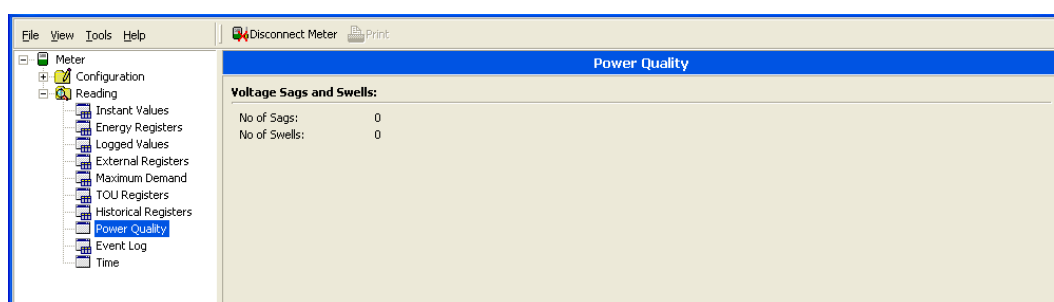 File View Tools Help
Disconnect Meter Print
Meter
Configuration
Reading
Instant Values
Energy Registers
Logged Values
External Registers
Maximum Demand
TOU Registers
Historical Registers
Power Quality
Event Log
Time
Power Quality
Voltage Sags and Swells:
No of Sags: 0
No of Swells: 0